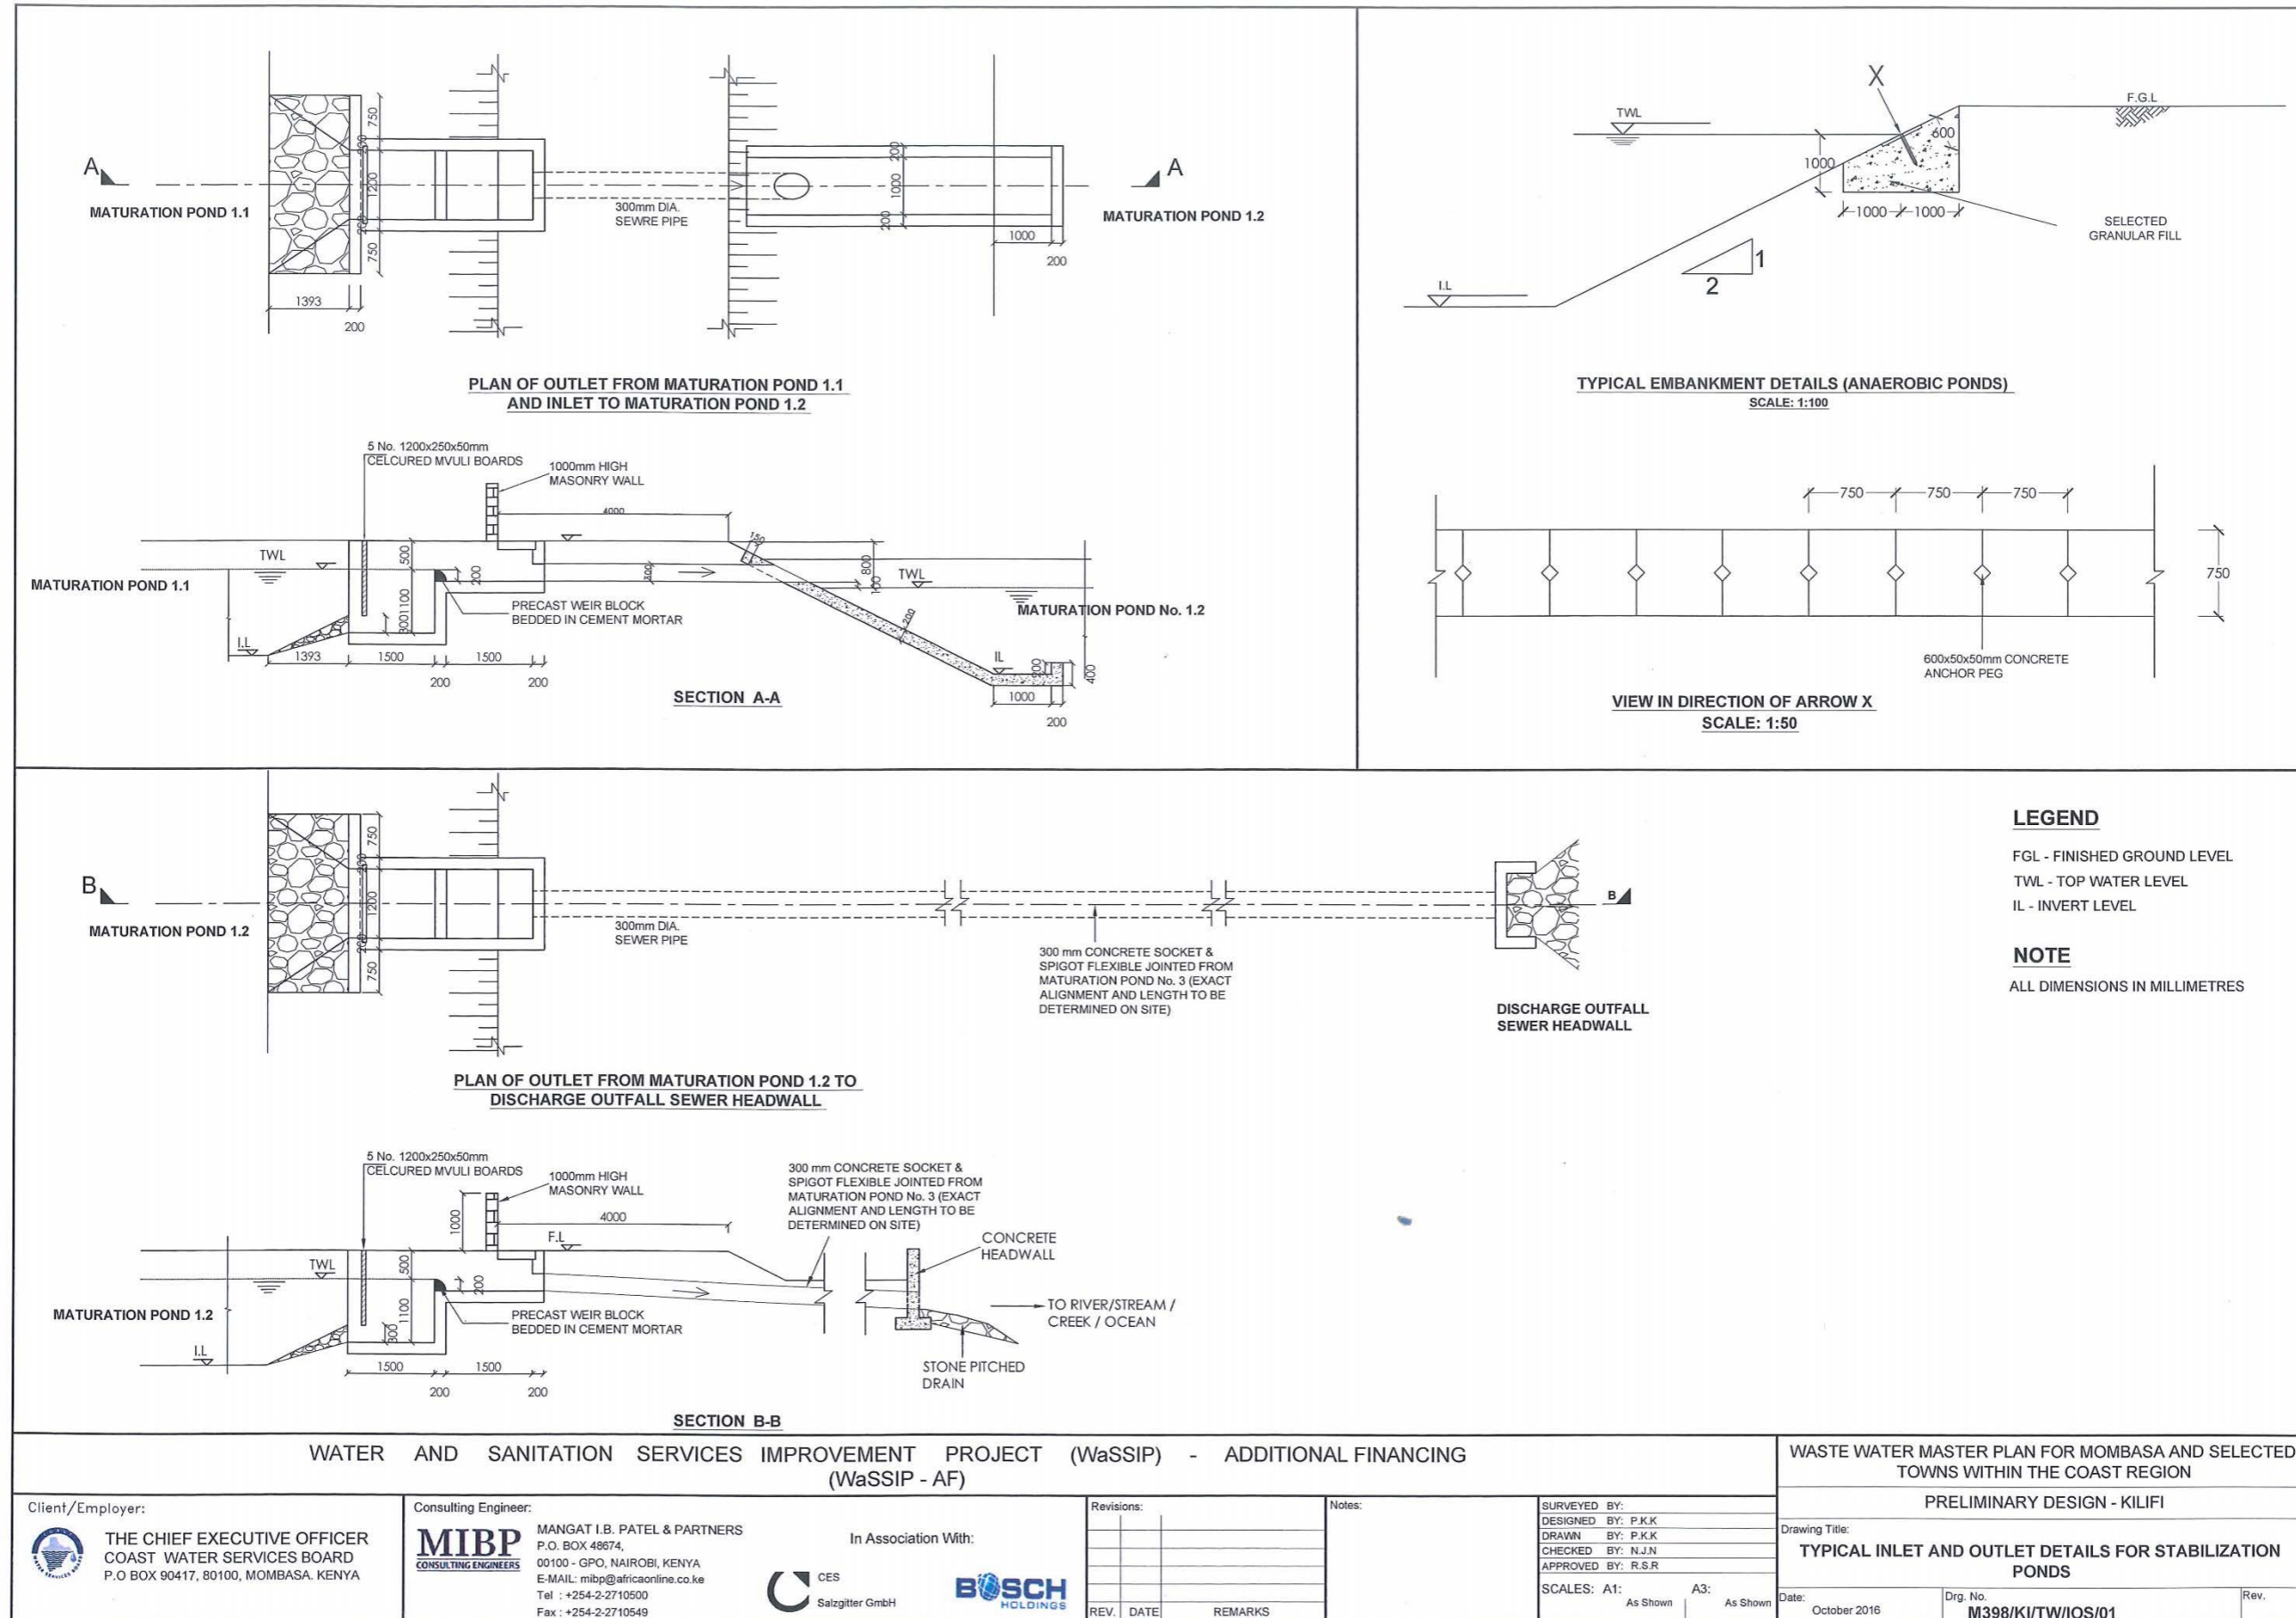 A
MATURATION POND 1.1
750
200
1200
200
750
1393
200
300mm DIA.
SEWRE PIPE
200
1000
200
1000
200
A
MATURATION POND 1.2
PLAN OF OUTLET FROM MATURATION POND 1.1
AND INLET TO MATURATION POND 1.2
5 No. 1200x250x50mm
CELCURED MVULI BOARDS
1000mm HIGH
MASONRY WALL
4000
TWL
500
200
1100
300
MATURATION POND 1.1
PRECAST WEIR BLOCK
BEDDED IN CEMENT MORTAR
I.L
1393
1500
1500
200
200
300
150
800
100
TWL
MATURATION POND No. 1.2
200
IL
200
400
1000
200
SECTION A-A
X
TWL
F.G.L
600
1000
1000
1000
SELECTED
GRANULAR FILL
1
2
I.L
TYPICAL EMBANKMENT DETAILS (ANAEROBIC PONDS)
SCALE: 1:100
750
750
750
750
600x50x50mm CONCRETE
ANCHOR PEG
VIEW IN DIRECTION OF ARROW X
SCALE: 1:50
B
MATURATION POND 1.2
750
200
1200
200
750
300mm DIA.
SEWER PIPE
300 mm CONCRETE SOCKET &
SPIGOT FLEXIBLE JOINTED FROM
MATURATION POND No. 3 (EXACT
ALIGNMENT AND LENGTH TO BE
DETERMINED ON SITE)
B
DISCHARGE OUTFALL
SEWER HEADWALL
PLAN OF OUTLET FROM MATURATION POND 1.2 TO
DISCHARGE OUTFALL SEWER HEADWALL
LEGEND
FGL - FINISHED GROUND LEVEL
TWL - TOP WATER LEVEL
IL - INVERT LEVEL
NOTE
ALL DIMENSIONS IN MILLIMETRES
5 No. 1200x250x50mm
CELCURED MVULI BOARDS
1000mm HIGH
MASONRY WALL
1000
4000
F.L
300 mm CONCRETE SOCKET &
SPIGOT FLEXIBLE JOINTED FROM
MATURATION POND No. 3 (EXACT
ALIGNMENT AND LENGTH TO BE
DETERMINED ON SITE)
CONCRETE
HEADWALL
TWL
500
200
1100
300
MATURATION POND 1.2
PRECAST WEIR BLOCK
BEDDED IN CEMENT MORTAR
TO RIVER/STREAM /
CREEK / OCEAN
I.L
1500
1500
200
200
STONE PITCHED
DRAIN
SECTION B-B
WATER AND SANITATION SERVICES IMPROVEMENT PROJECT (WaSSIP) - ADDITIONAL FINANCING
(WaSSIP - AF)
Client/Employer:
THE CHIEF EXECUTIVE OFFICER
COAST WATER SERVICES BOARD
P.O BOX 90417, 80100, MOMBASA. KENYA
Consulting Engineer:
MIBP
CONSULTING ENGINEERS
MANGAT I.B. PATEL & PARTNERS
P.O. BOX 48674,
00100 - GPO, NAIROBI, KENYA
E-MAIL: mibp@africaonline.co.ke
Tel : +254-2-2710500
Fax : +254-2-2710549
In Association With:
CES
Salzgitter GmbH
BOSCH
HOLDINGS
Revisions:
REV. DATE REMARKS
Notes:
SURVEYED BY:
DESIGNED BY: P.K.K
DRAWN BY: P.K.K
CHECKED BY: N.J.N
APPROVED BY: R.S.R
SCALES: A1: A3:
As Shown As Shown
WASTE WATER MASTER PLAN FOR MOMBASA AND SELECTED
TOWNS WITHIN THE COAST REGION
PRELIMINARY DESIGN - KILIFI
Drawing Title:
TYPICAL INLET AND OUTLET DETAILS FOR STABILIZATION
PONDS
Date:
October 2016
Drg. No.
M398/KI/TW/IOS/01
Rev.